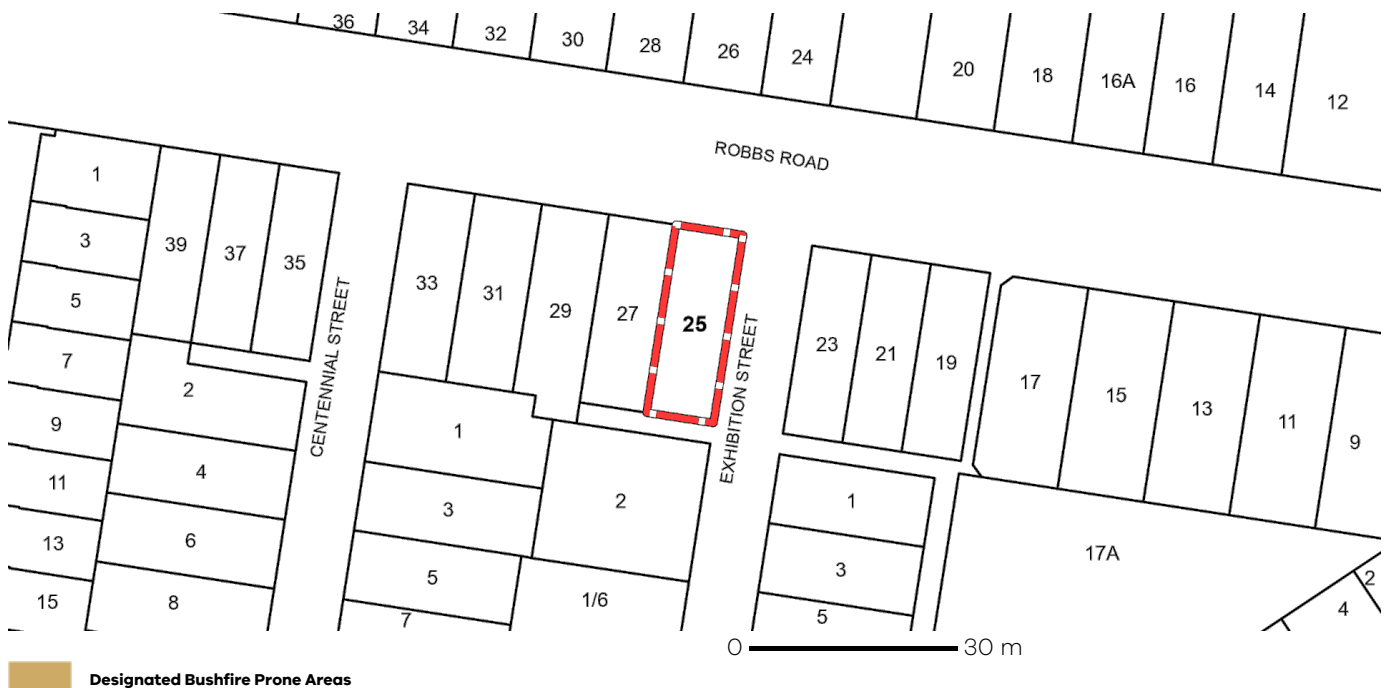 36 34 32 30 28 26 24 20 18 16A 16 14 12
ROBBS ROAD
1 39 37 35 33 31 29 27 25 23 21 19 17 15 13 11 9
3
5
7 2
CENTENNIAL STREET
EXHIBITION STREET
9 4 1 2 1
11 3 17A 2
13 6 5 3 4
15 8 7 1/6 5
0 30 m
Designated Bushfire Prone Areas